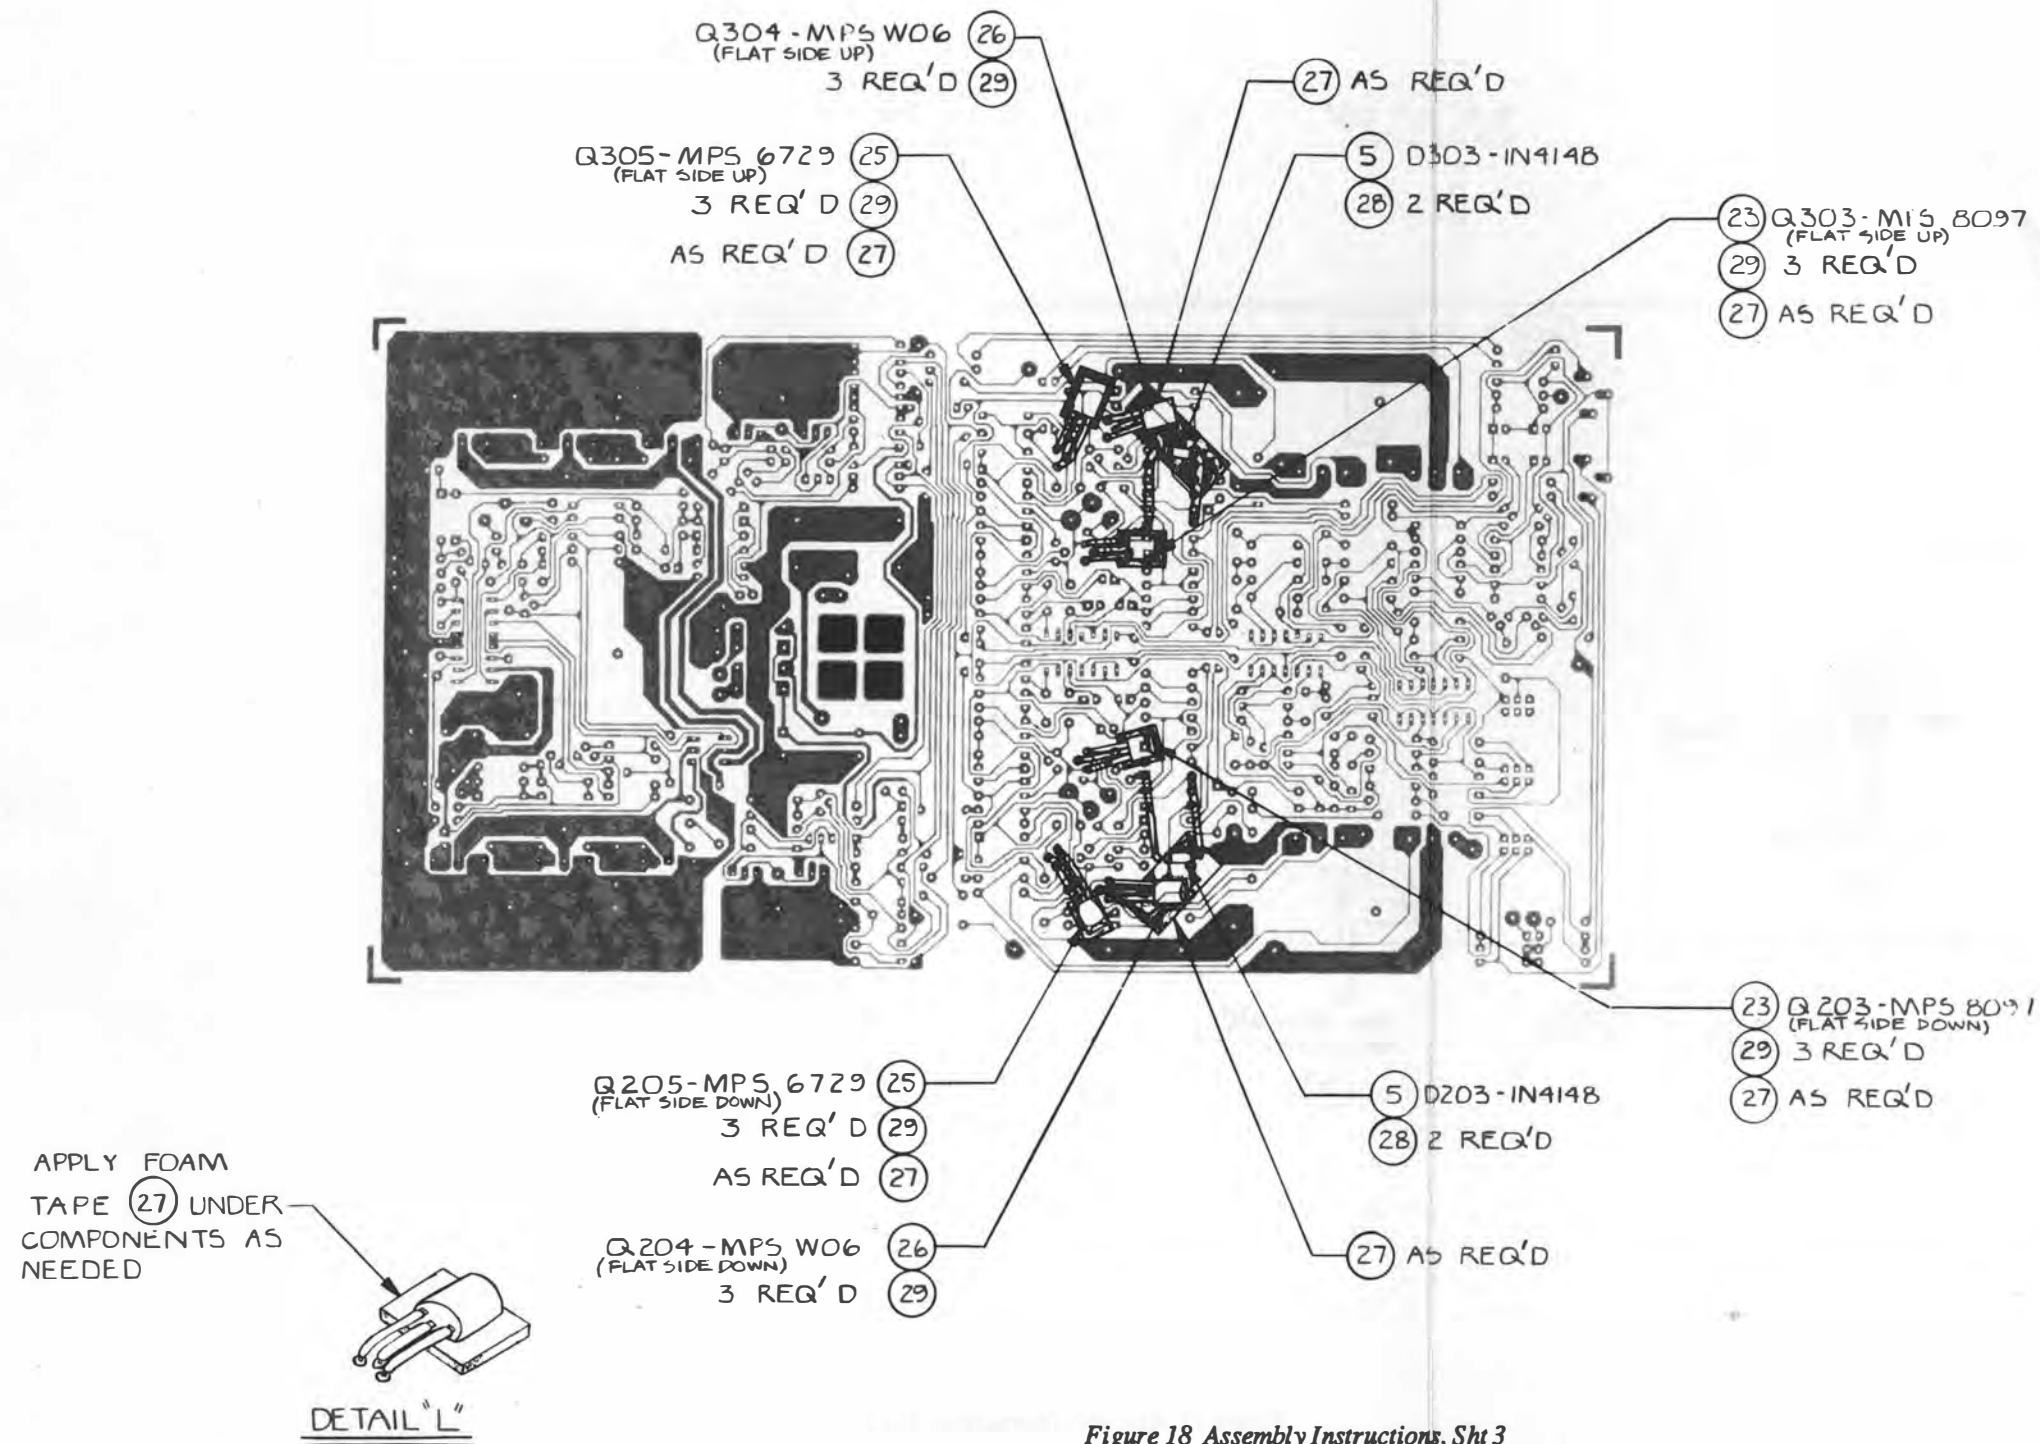 Q304-MPS W06 26
(FLAT SIDE UP)
3 REQ'D 29
27 AS REQ'D
Q305-MPS 6729 25
(FLAT SIDE UP)
3 REQ'D 29
AS REQ'D 27
5 D303-1N4148
28 2 REQ'D
23 Q303-MPS 8097
(FLAT SIDE UP)
29 3 REQ'D
27 AS REQ'D
23 Q203-MPS 8097
(FLAT SIDE DOWN)
29 3 REQ'D
27 AS REQ'D
Q205-MPS 6729 25
(FLAT SIDE DOWN)
3 REQ'D 29
AS REQ'D 27
5 D203-1N4148
28 2 REQ'D
Q204-MPS W06 26
(FLAT SIDE DOWN)
3 REQ'D 29
27 AS REQ'D
APPLY FOAM
TAPE 27 UNDER
COMPONENTS AS
NEEDED
DETAIL "L"
Figure 18 Assembly Instructions, Sht 3